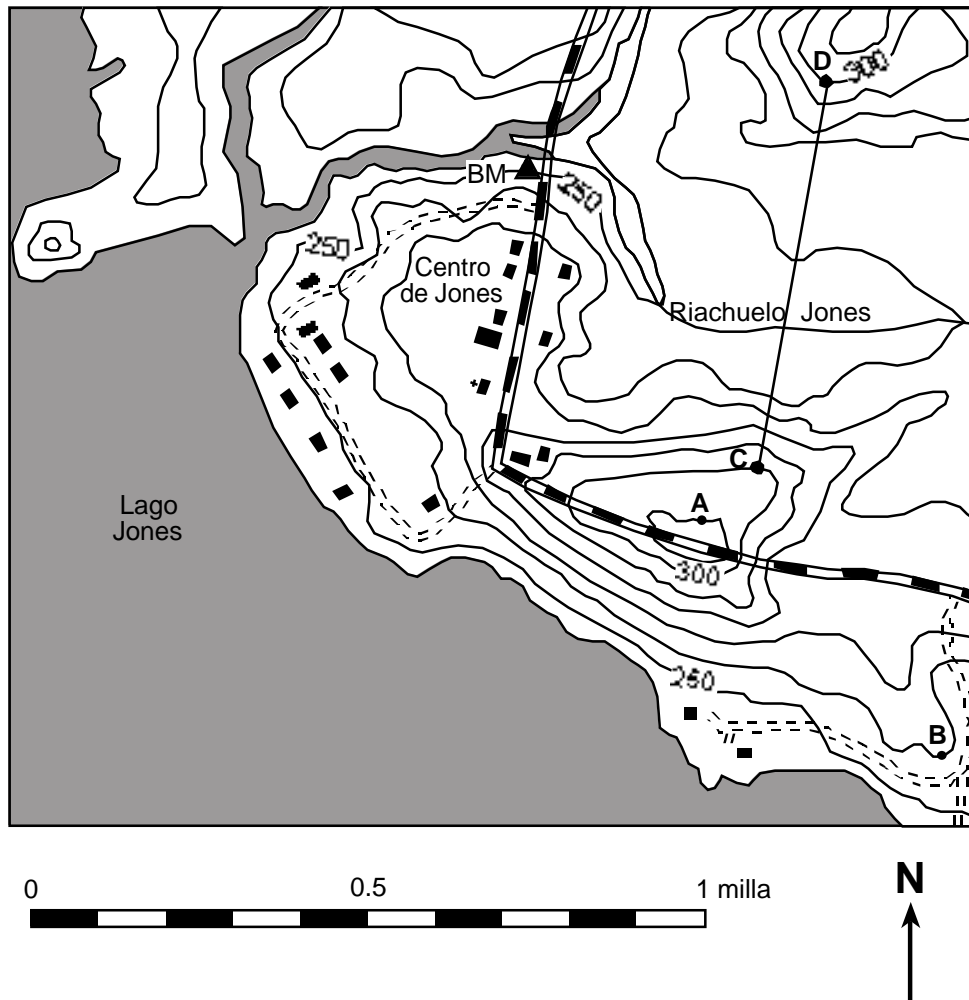 D
300
BM
250
250
Centro
de Jones
Riachuelo Jones
C
A
Lago
Jones
300
250
B
0
0.5
1 milla
N